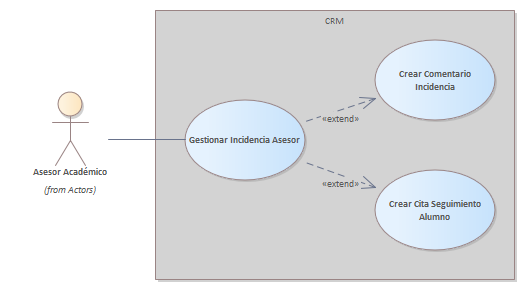 CRM
Crear Comentario
Incidencia
«extend»
Gestionar Incidencia Asesor
Asesor Académico
(from Actors)
«extend»
Crear Cita Seguimiento
Alumno